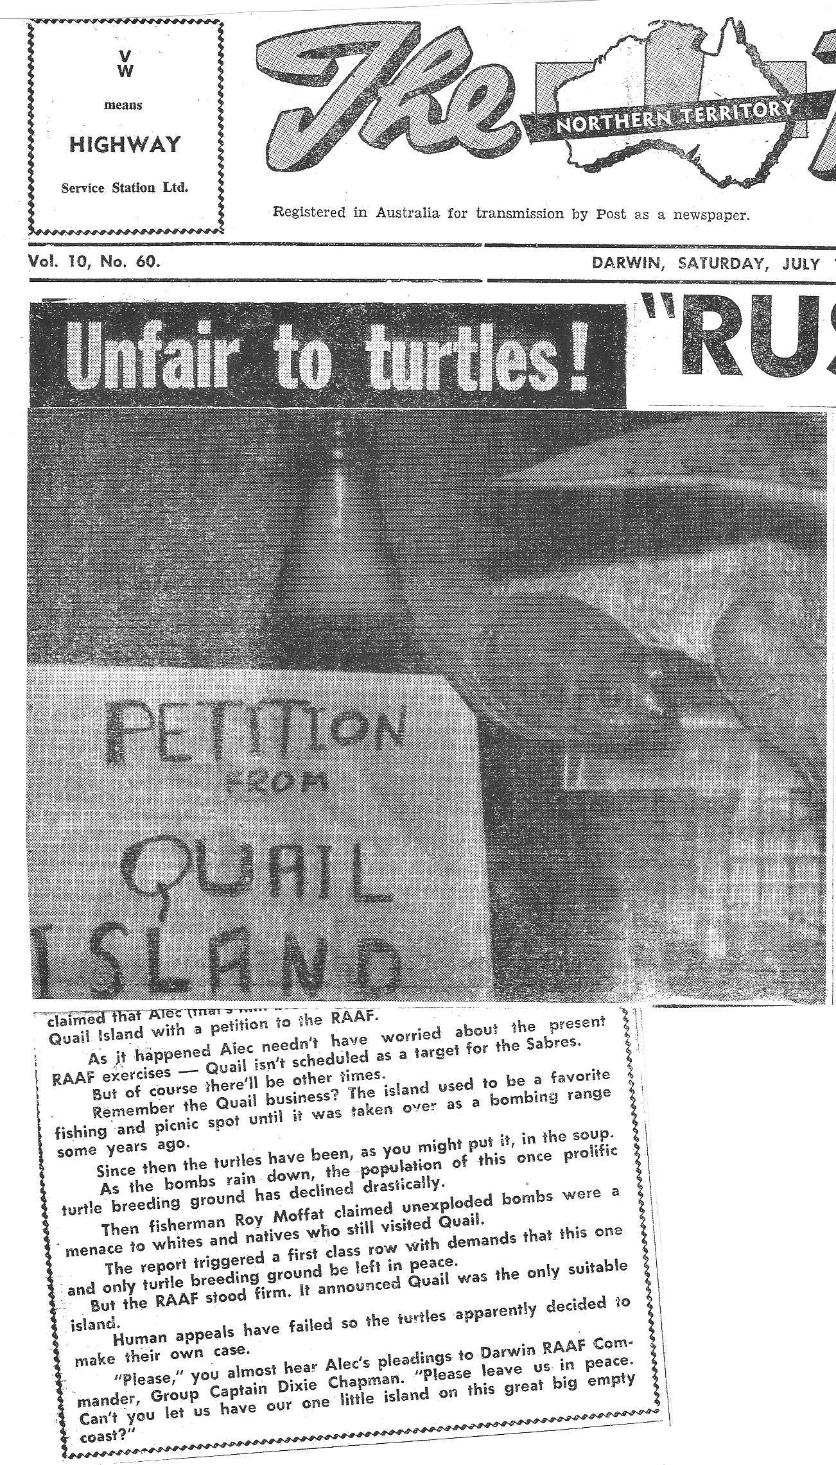 V
W
means
HIGHWAY
Service Station Ltd.
The
NORTHERN TERRITORY
Registered in Australia for transmission by Post as a newspaper.
Vol. 10, No. 60.
DARWIN, SATURDAY, JULY
Unfair to turtles!
"RUS
PETITION
FROM
QUAIL
ISLAND
claimed that Alec
Quail Island with a petition to the RAAF.
As it happened Alec needn't have worried about the present
RAAF exercises — Quail isn't scheduled as a target for the Sabres.
But of course there'll be other times.
Remember the Quail business? The island used to be a favorite
fishing and picnic spot until it was taken over as a bombing range
some years ago.
Since then the turtles have been, as you might put it, in the soup.
As the bombs rain down, the population of this once prolific
turtle breeding ground has declined drastically.
Then fisherman Roy Moffat claimed unexploded bombs were a
menace to whites and natives who still visited Quail.
The report triggered a first class row with demands that this one
and only turtle breeding ground be left in peace.
But the RAAF stood firm. It announced Quail was the only suitable
island.
Human appeals have failed so the turtles apparently decided to
make their own case.
"Please," you almost hear Alec's pleadings to Darwin RAAF Com-
mander, Group Captain Dixie Chapman. "Please leave us in peace.
Can't you let us have our one little island on this great big empty
coast?"